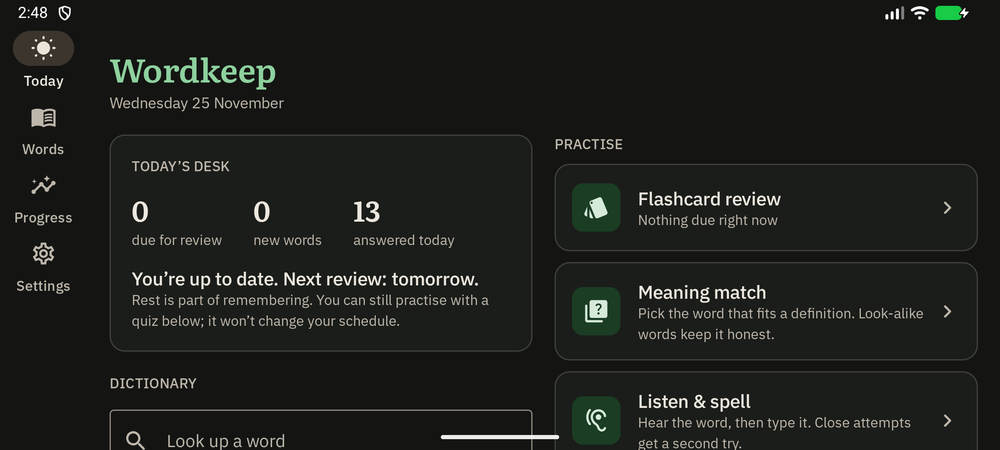 2:48
Today
Words
Progress
Settings
Wordkeep
Wednesday 25 November
TODAY’S DESK
0
due for review
0
new words
13
answered today
You’re up to date. Next review: tomorrow.
Rest is part of remembering. You can still practise with a
quiz below; it won’t change your schedule.
DICTIONARY
Look up a word
PRACTISE
Flashcard review
Nothing due right now
Meaning match
Pick the word that fits a definition. Look-alike
words keep it honest.
Listen & spell
Hear the word, then type it. Close attempts
get a second try.